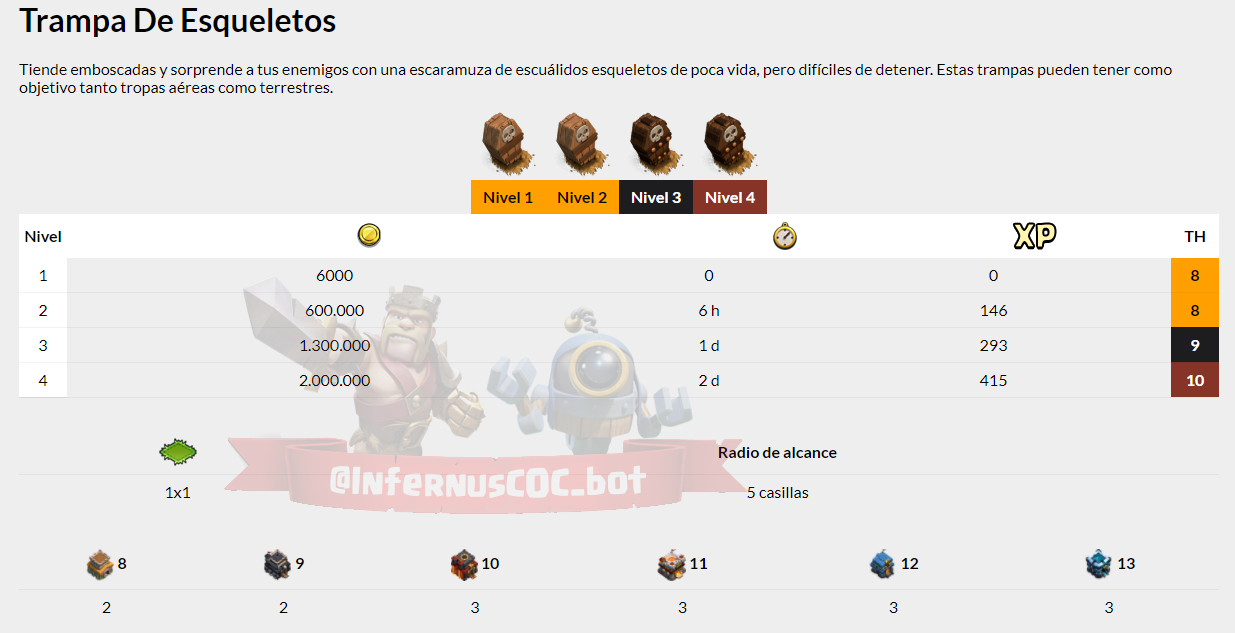 Trampa De Esqueletos
Tiende emboscadas y sorprende a tus enemigos con una escaramuza de escuálidos esqueletos de poca vida, pero difíciles de detener. Estas trampas pueden tener como
objetivo tanto tropas aéreas como terrestres.
Nivel 1 Nivel 2 Nivel 3 Nivel 4
Nivel XP TH
1 6000 0 0 8
2 600.000 6 h 146 8
3 1.300.000 1 d 293 9
4 2.000.000 2 d 415 10
Radio de alcance
@InfernusCOC_bot
1x1 5 casillas
8 9 10 11 12 13
2 2 3 3 3 3